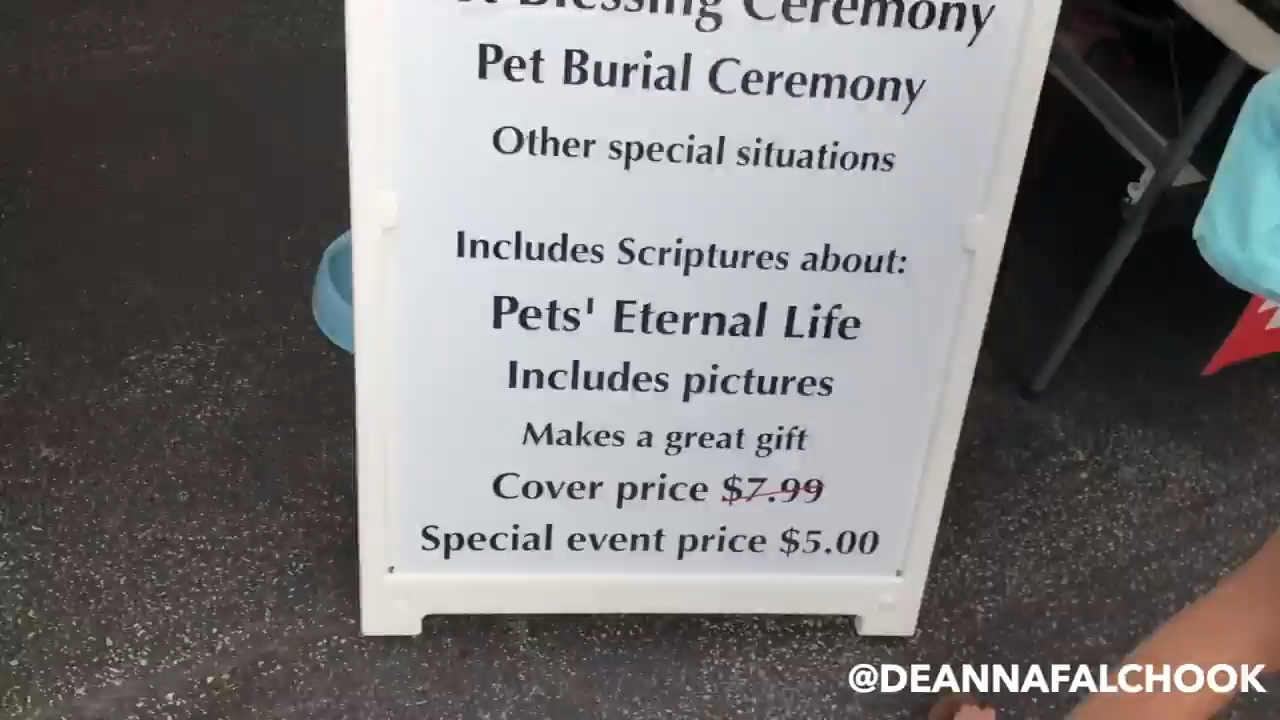 Blessing Ceremony
Pet Burial Ceremony
Other special situations
Includes Scriptures about:
Pets' Eternal Life
Includes pictures
Makes a great gift
Cover price $7.99
Special event price $5.00
@DEANNAFALCHOOK